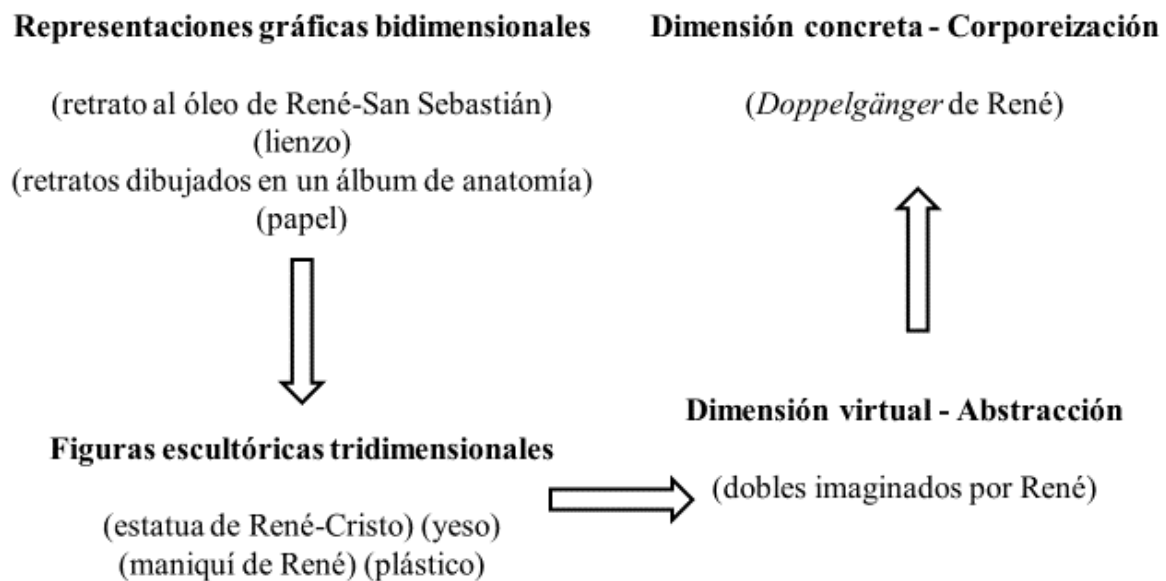 Representaciones gráficas bidimensionales
(retrato al óleo de René-San Sebastián)
(lienzo)
(retratos dibujados en un álbum de anatomía)
(papel)
Figuras escultóricas tridimensionales
(estatua de René-Cristo) (yeso)
(maniquí de René) (plástico)
Dimensión virtual - Abstracción
(dobles imaginados por René)
Dimensión concreta - Corporeización
(Doppelgänger de René)